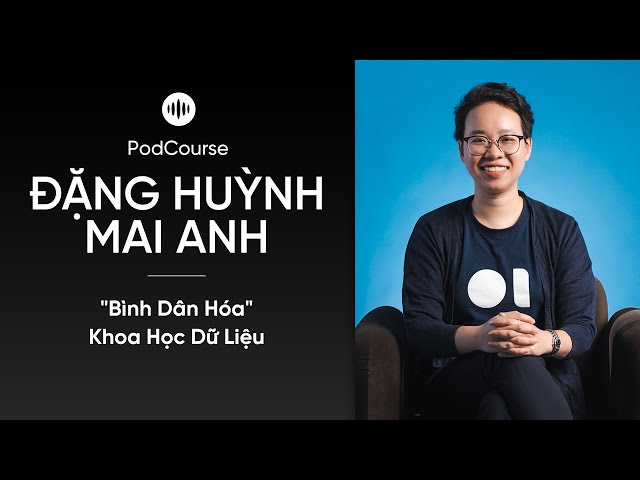 PodCourse
ĐẶNG HUỲNH
MAI ANH
"Bình Dân Hóa"
Khoa Học Dữ Liệu